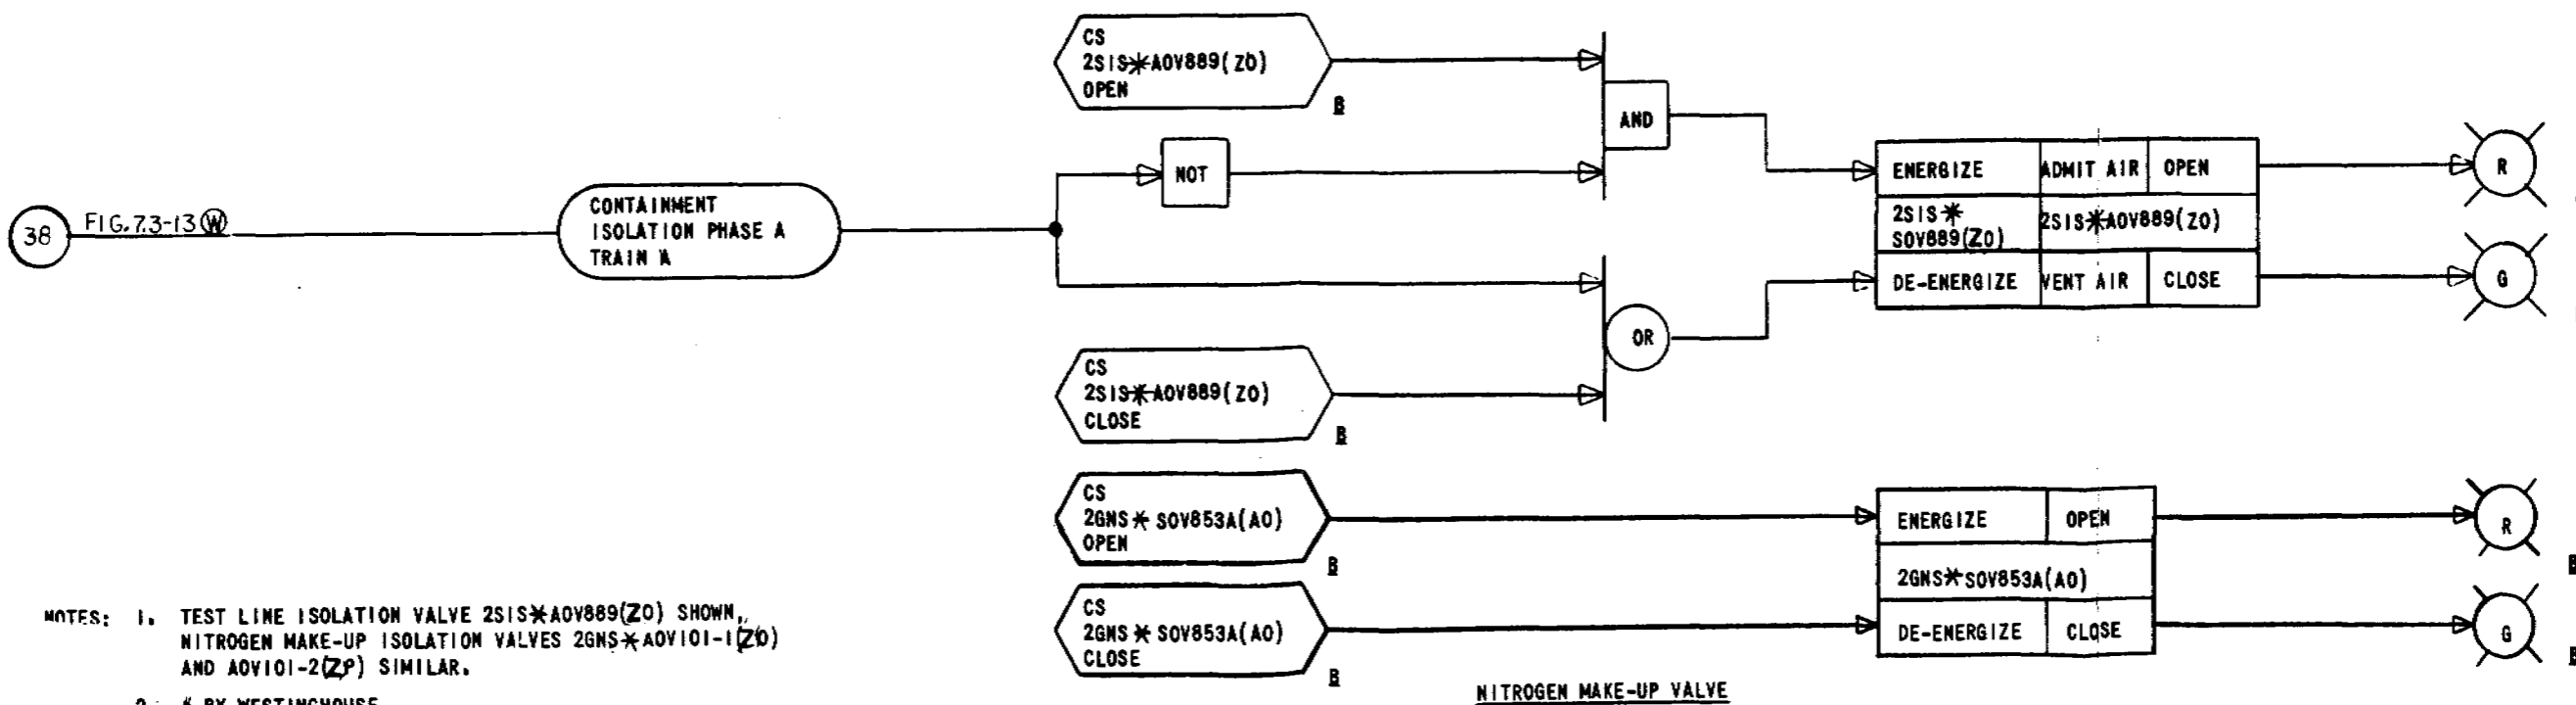 CS
2SIS*AOV889(ZO)
OPEN
B
AND
NOT
38
FIG.7.3-13 W
CONTAINMENT
ISOLATION PHASE A
TRAIN A
ENERGIZE
ADMIT AIR
OPEN
2SIS*
SOV889(ZO)
2SIS*AOV889(ZO)
DE-ENERGIZE
VENT AIR
CLOSE
R
G
OR
CS
2SIS*AOV889(ZO)
CLOSE
B
CS
2GNS*SOV853A(AO)
OPEN
B
ENERGIZE
OPEN
2GNS*SOV853A(AO)
DE-ENERGIZE
CLOSE
R
B
G
B
CS
2GNS*SOV853A(AO)
CLOSE
B
NITROGEN MAKE-UP VALVE
NOTES: 1. TEST LINE ISOLATION VALVE 2SIS*AOV889(ZO) SHOWN,
NITROGEN MAKE-UP ISOLATION VALVES 2GNS*AOV101-1(ZO)
AND AOV101-2(ZP) SIMILAR.
BY WESTINGHOUSE